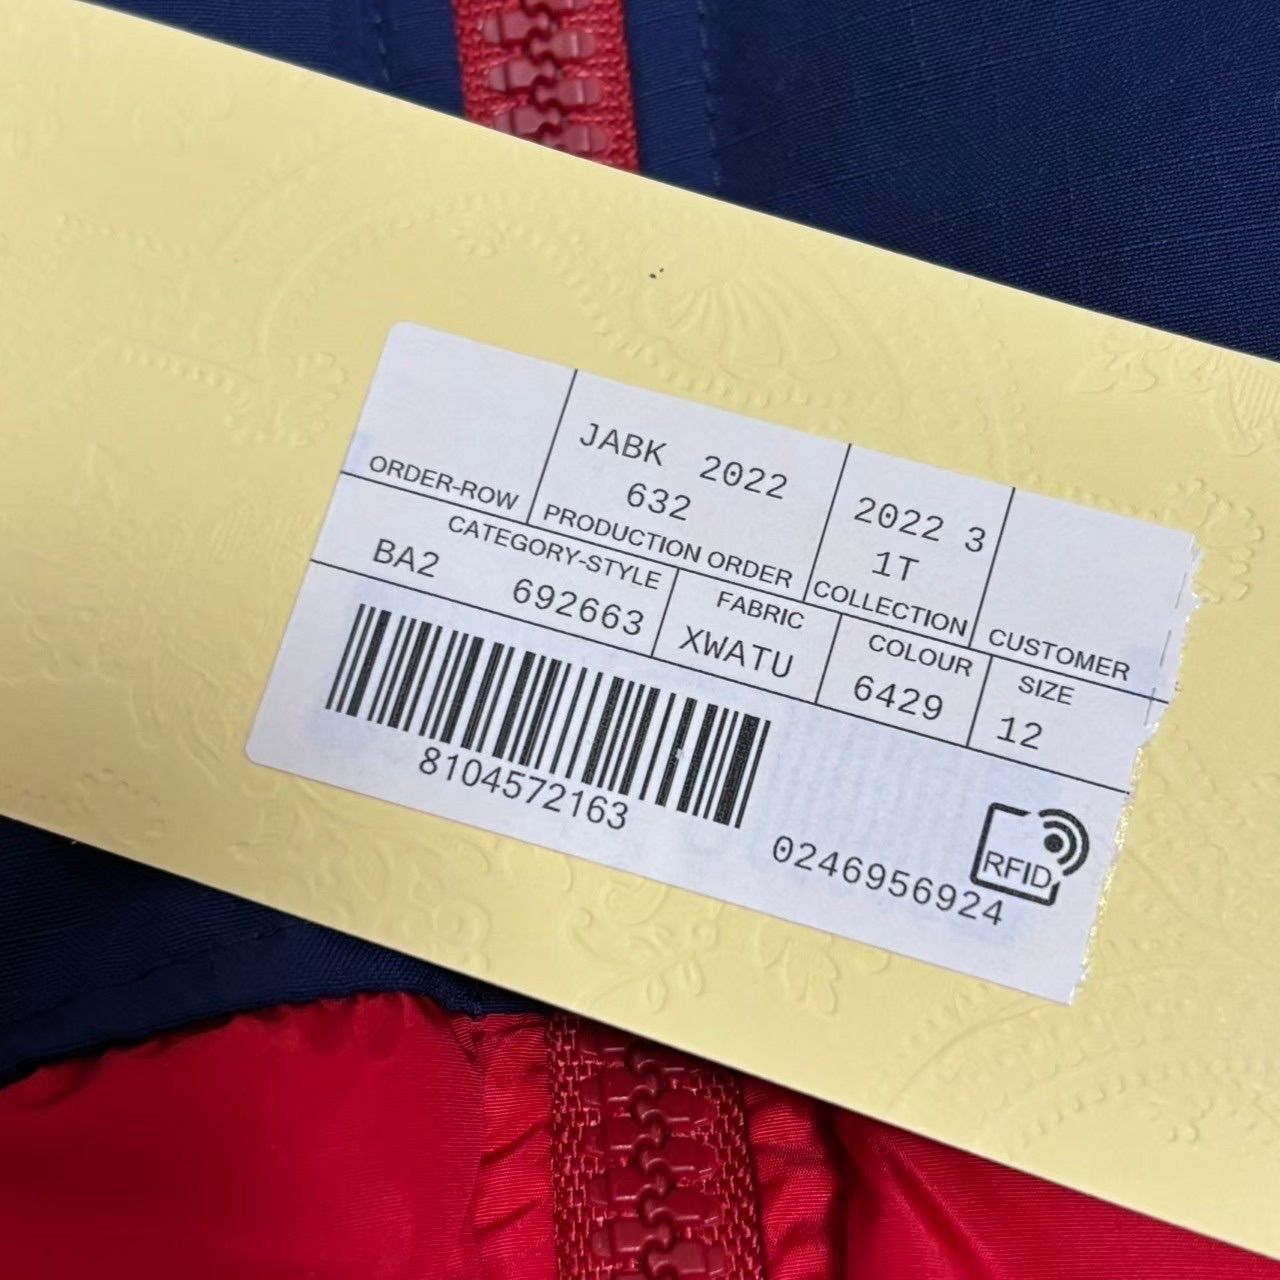 JABK 2022
632
2022 3
1T
ORDER-ROW
PRODUCTION ORDER
COLLECTION
CUSTOMER
CATEGORY-STYLE
FABRIC
COLOUR
SIZE
BA2 692663
XWATU
6429
12
8104572163
0246956924
RFID